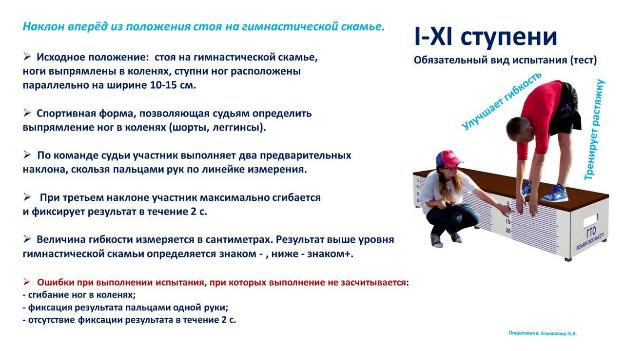 Наклон вперёд из положения стоя на гимнастической скамье.
➢ Исходное положение: стоя на гимнастической скамье,
ноги выпрямлены в коленях, ступни ног расположены
параллельно на ширине 10-15 см.
➢ Спортивная форма, позволяющая судьям определить
выпрямление ног в коленях (шорты, леггинсы).
➢ По команде судьи участник выполняет два предварительных
наклона, скользя пальцами рук по линейке измерения.
➢ При третьем наклоне участник максимально сгибается
и фиксирует результат в течение 2 с.
➢ Величина гибкости измеряется в сантиметрах. Результат выше уровня
гимнастической скамьи определяется знаком - , ниже - знаком+.
➢ Ошибки при выполнении испытания, при которых выполнение не засчитывается:
- сгибание ног в коленях;
- фиксация результата пальцами одной руки;
- отсутствие фиксации результата в течение 2 с.
I-XI ступени
Обязательный вид испытания (тест)
Улучшает гибкость
Тренирует растяжку
ГТО
Подготовила: Альмакова Н.А.